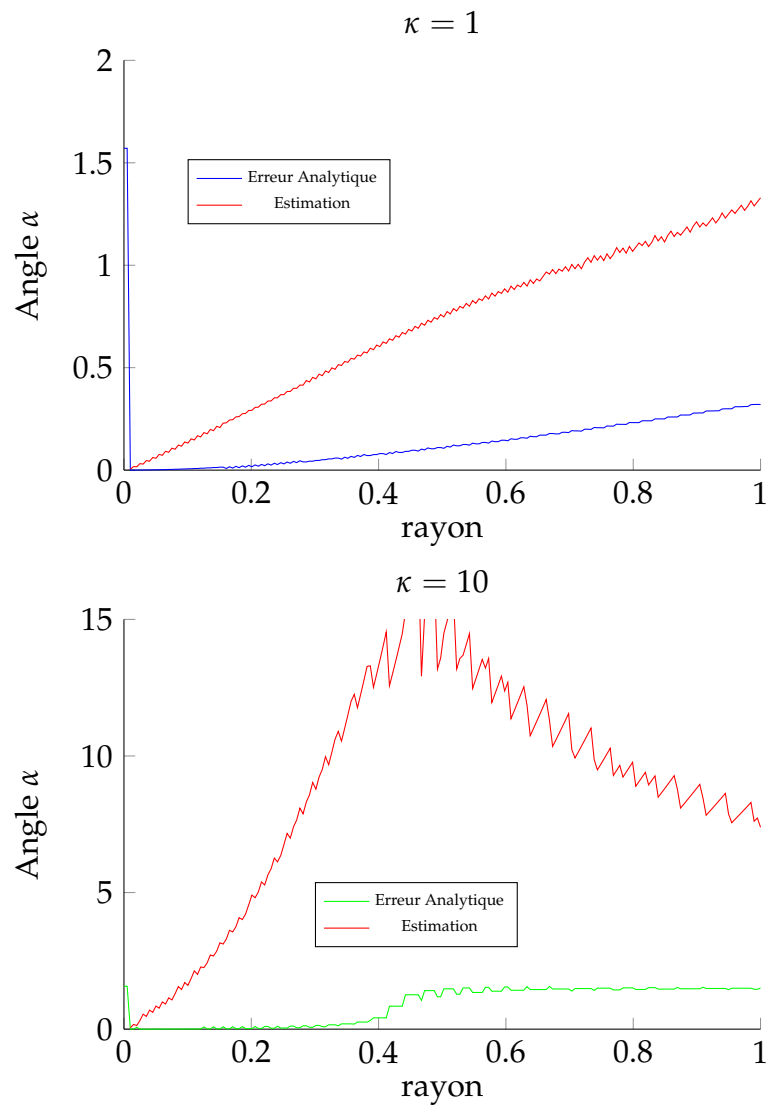 κ = 1
2
1.5
1
0.5
0
Angle α
Erreur Analytique
Estimation
0 0.2 0.4 0.6 0.8 1
rayon
κ = 10
15
10
5
0
Angle α
Erreur Analytique
Estimation
0 0.2 0.4 0.6 0.8 1
rayon